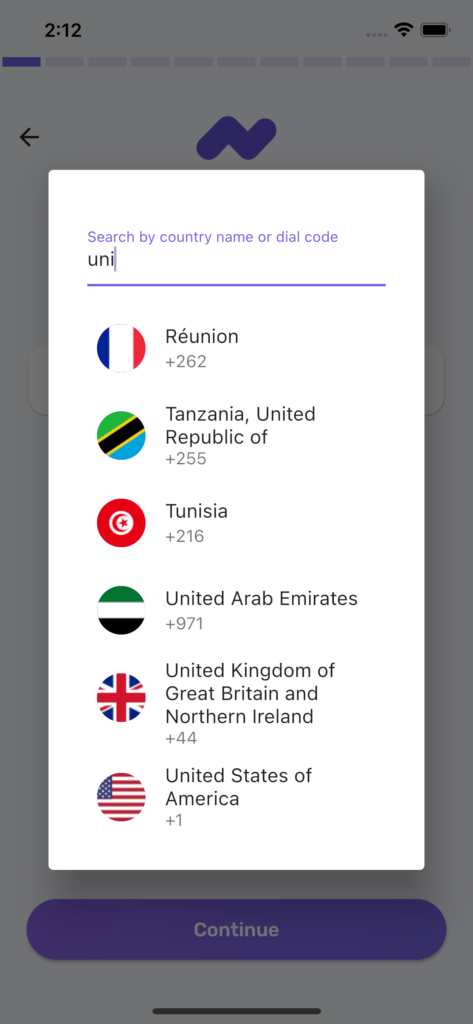 2:12
Search by country name or dial code
uni
Réunion
+262
Tanzania, United
Republic of
+255
Tunisia
+216
United Arab Emirates
+971
United Kingdom of
Great Britain and
Northern Ireland
+44
United States of
America
+1
Continue